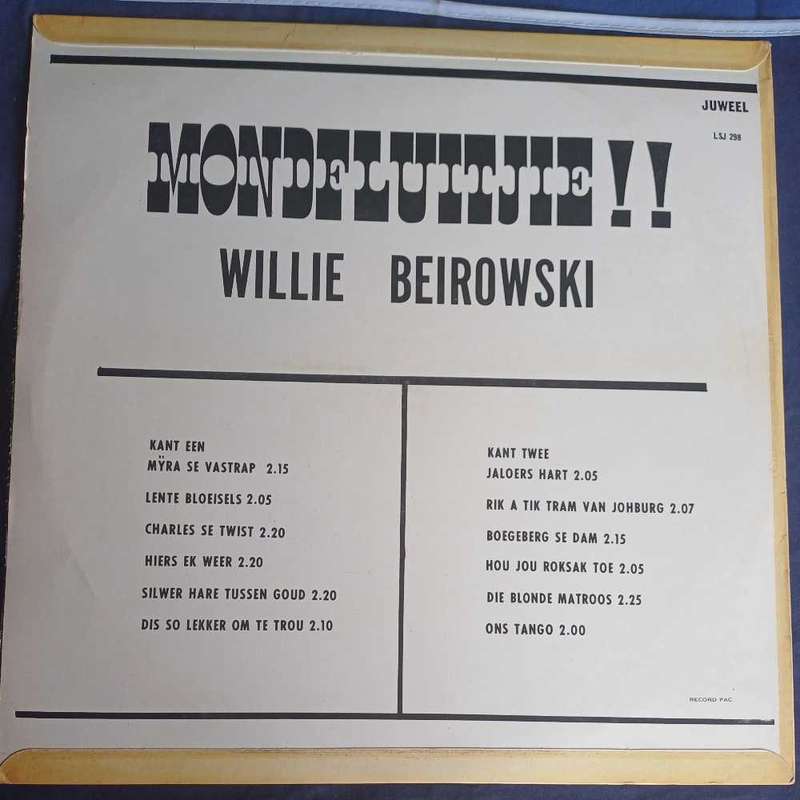 JUWEEL
LSJ 298
MONDFLUITJIE!!
WILLIE BEIROWSKI
KANT EEN
MŸRA SE VASTRAP 2.15
LENTE BLOEISELS 2.05
CHARLES SE TWIST 2.20
HIERS EK WEER 2.20
SILWER HARE TUSSEN GOUD 2.20
DIS SO LEKKER OM TE TROU 2.10
KANT TWEE
JALOERS HART 2.05
RIK A TIK TRAM VAN JOHBURG 2.07
BOEGEBERG SE DAM 2.15
HOU JOU ROKSAK TOE 2.05
DIE BLONDE MATROOS 2.25
ONS TANGO 2.00
RECORD PAC